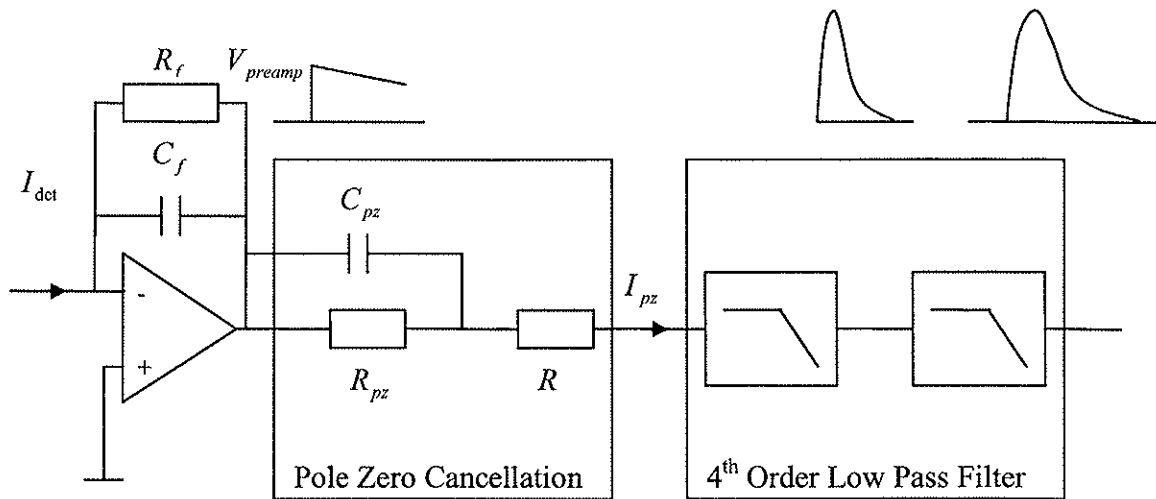 R_f
V_preamp
C_f
I_det
C_pz
I_pz
-
+
R_pz
R
Pole Zero Cancellation
4th Order Low Pass Filter